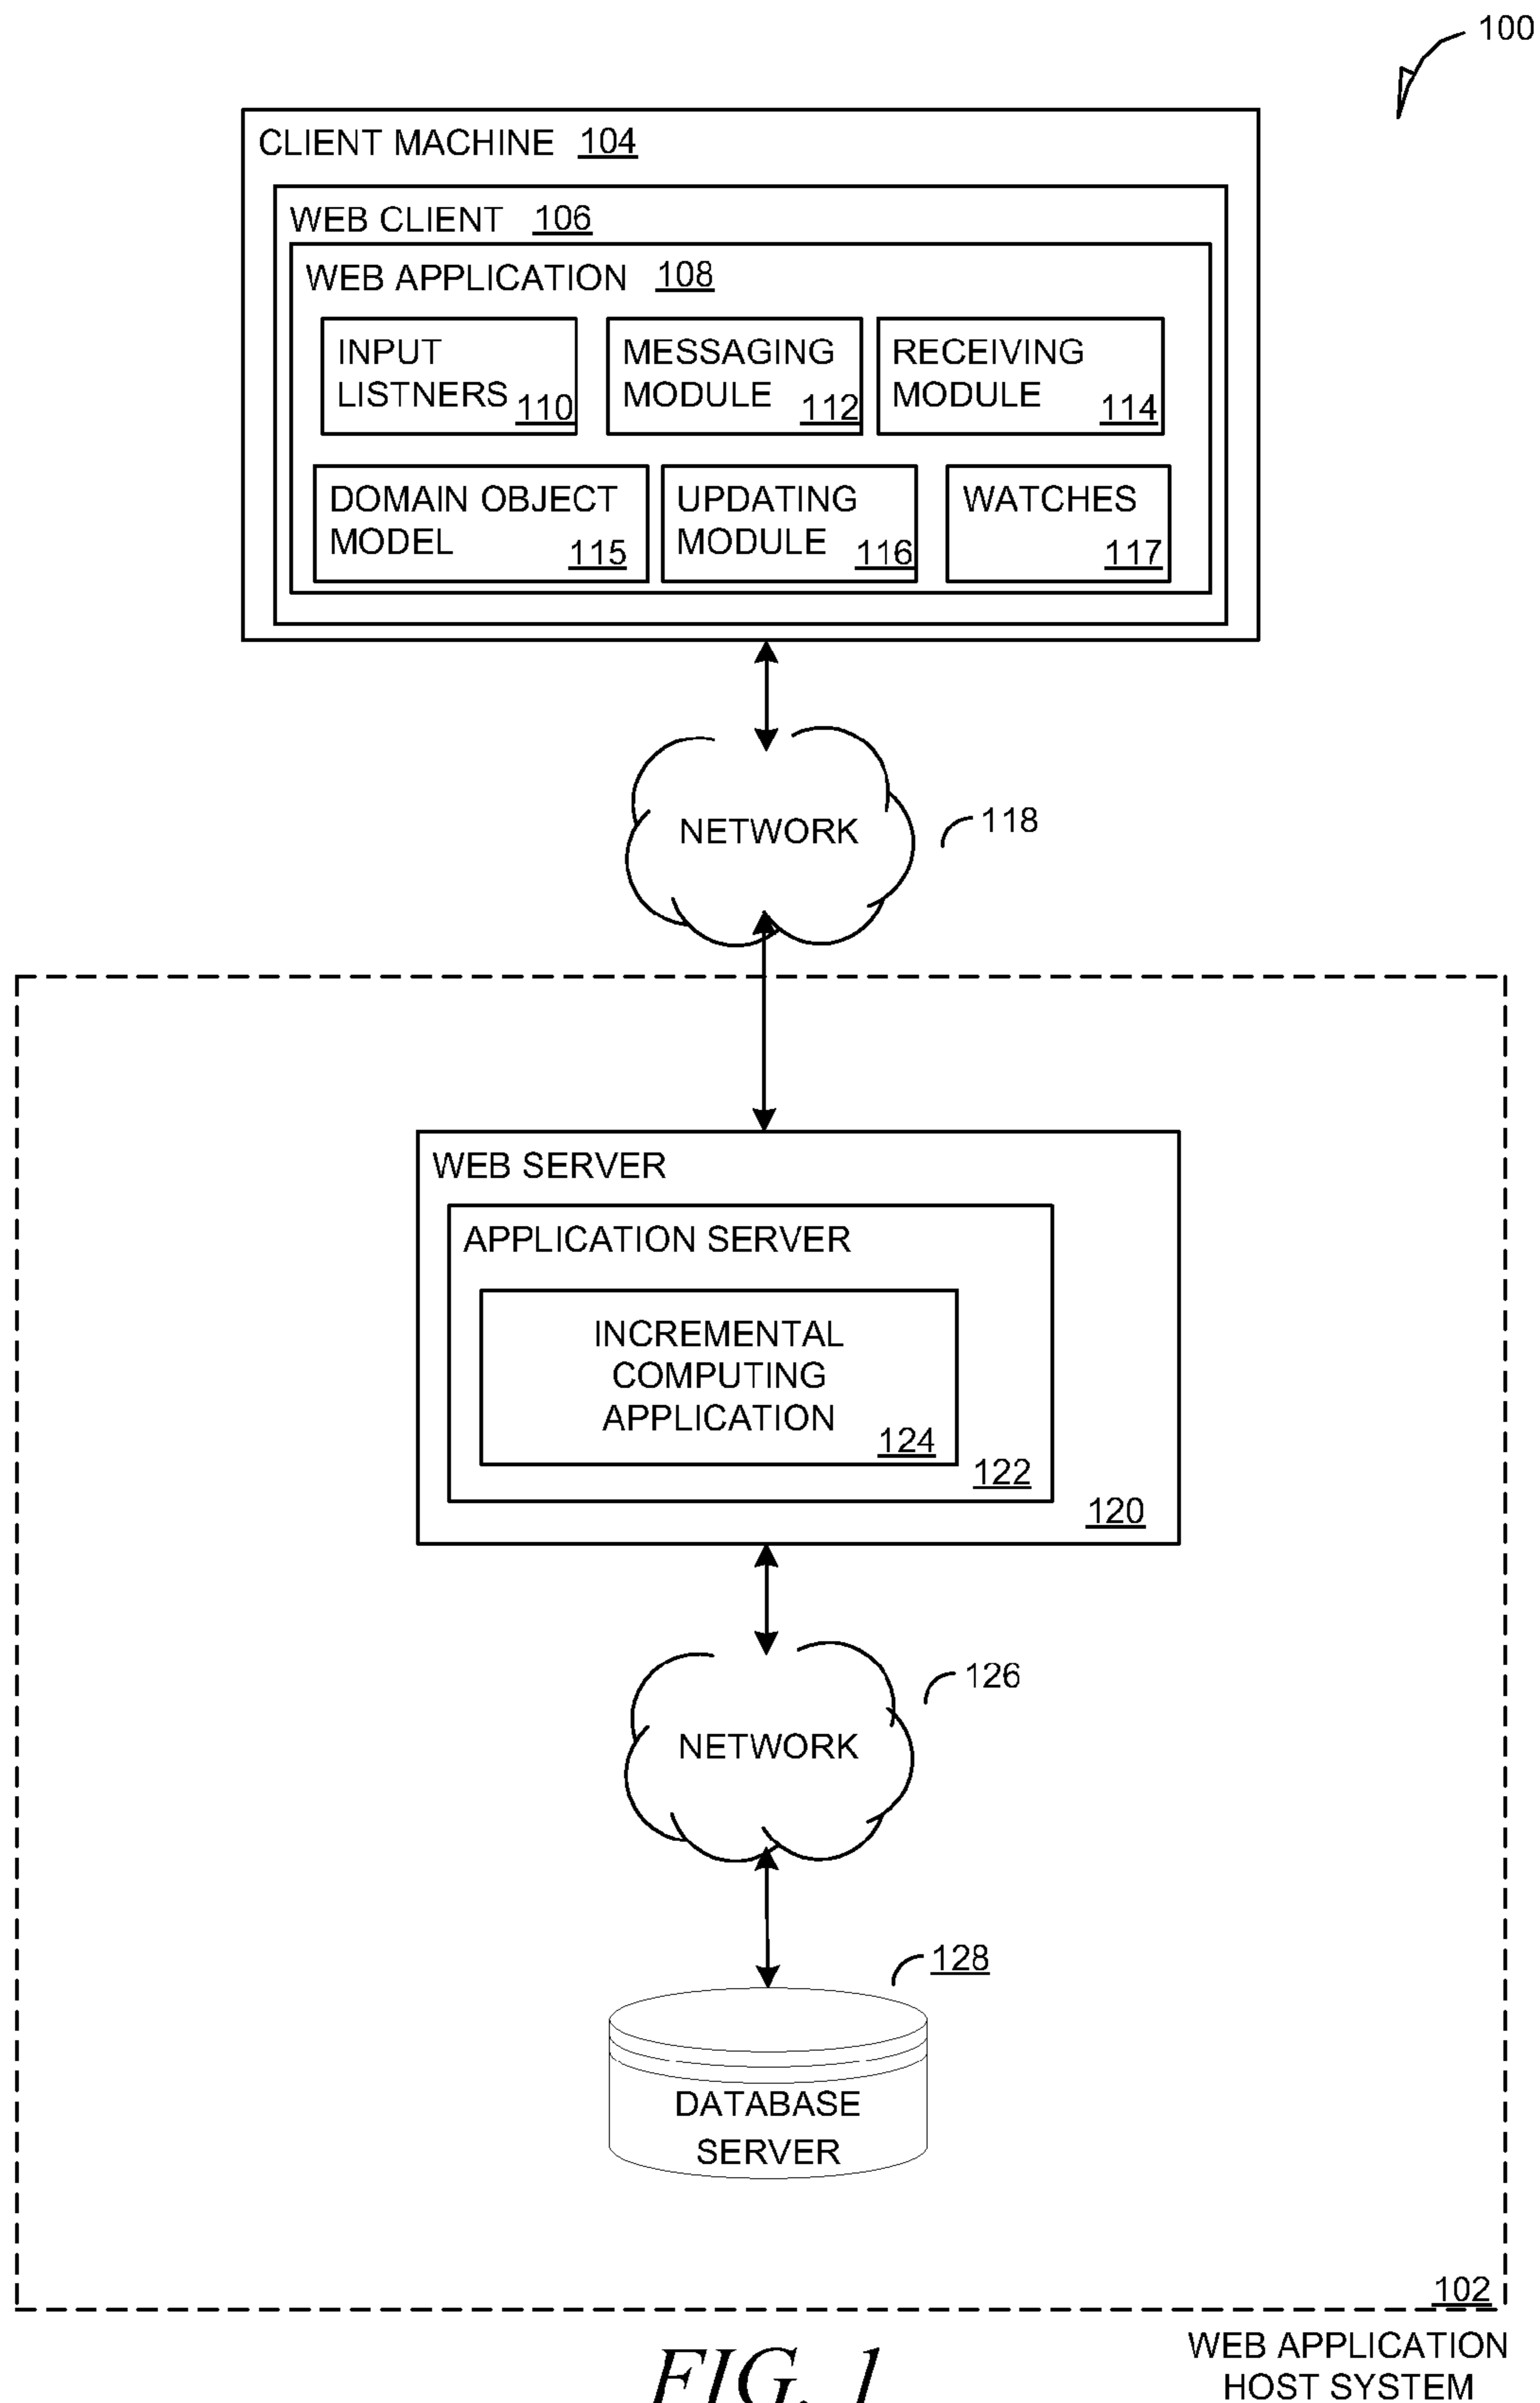 100
CLIENT MACHINE 104
WEB CLIENT 106
WEB APPLICATION 108
INPUT
LISTNERS 110
MESSAGING
MODULE 112
RECEIVING
MODULE 114
DOMAIN OBJECT
MODEL 115
UPDATING
MODULE 116
WATCHES
117
NETWORK
118
WEB SERVER
APPLICATION SERVER
INCREMENTAL
COMPUTING
APPLICATION
124
122
120
126
NETWORK
128
DATABASE
SERVER
102
WEB APPLICATION
HOST SYSTEM
FIG. 1